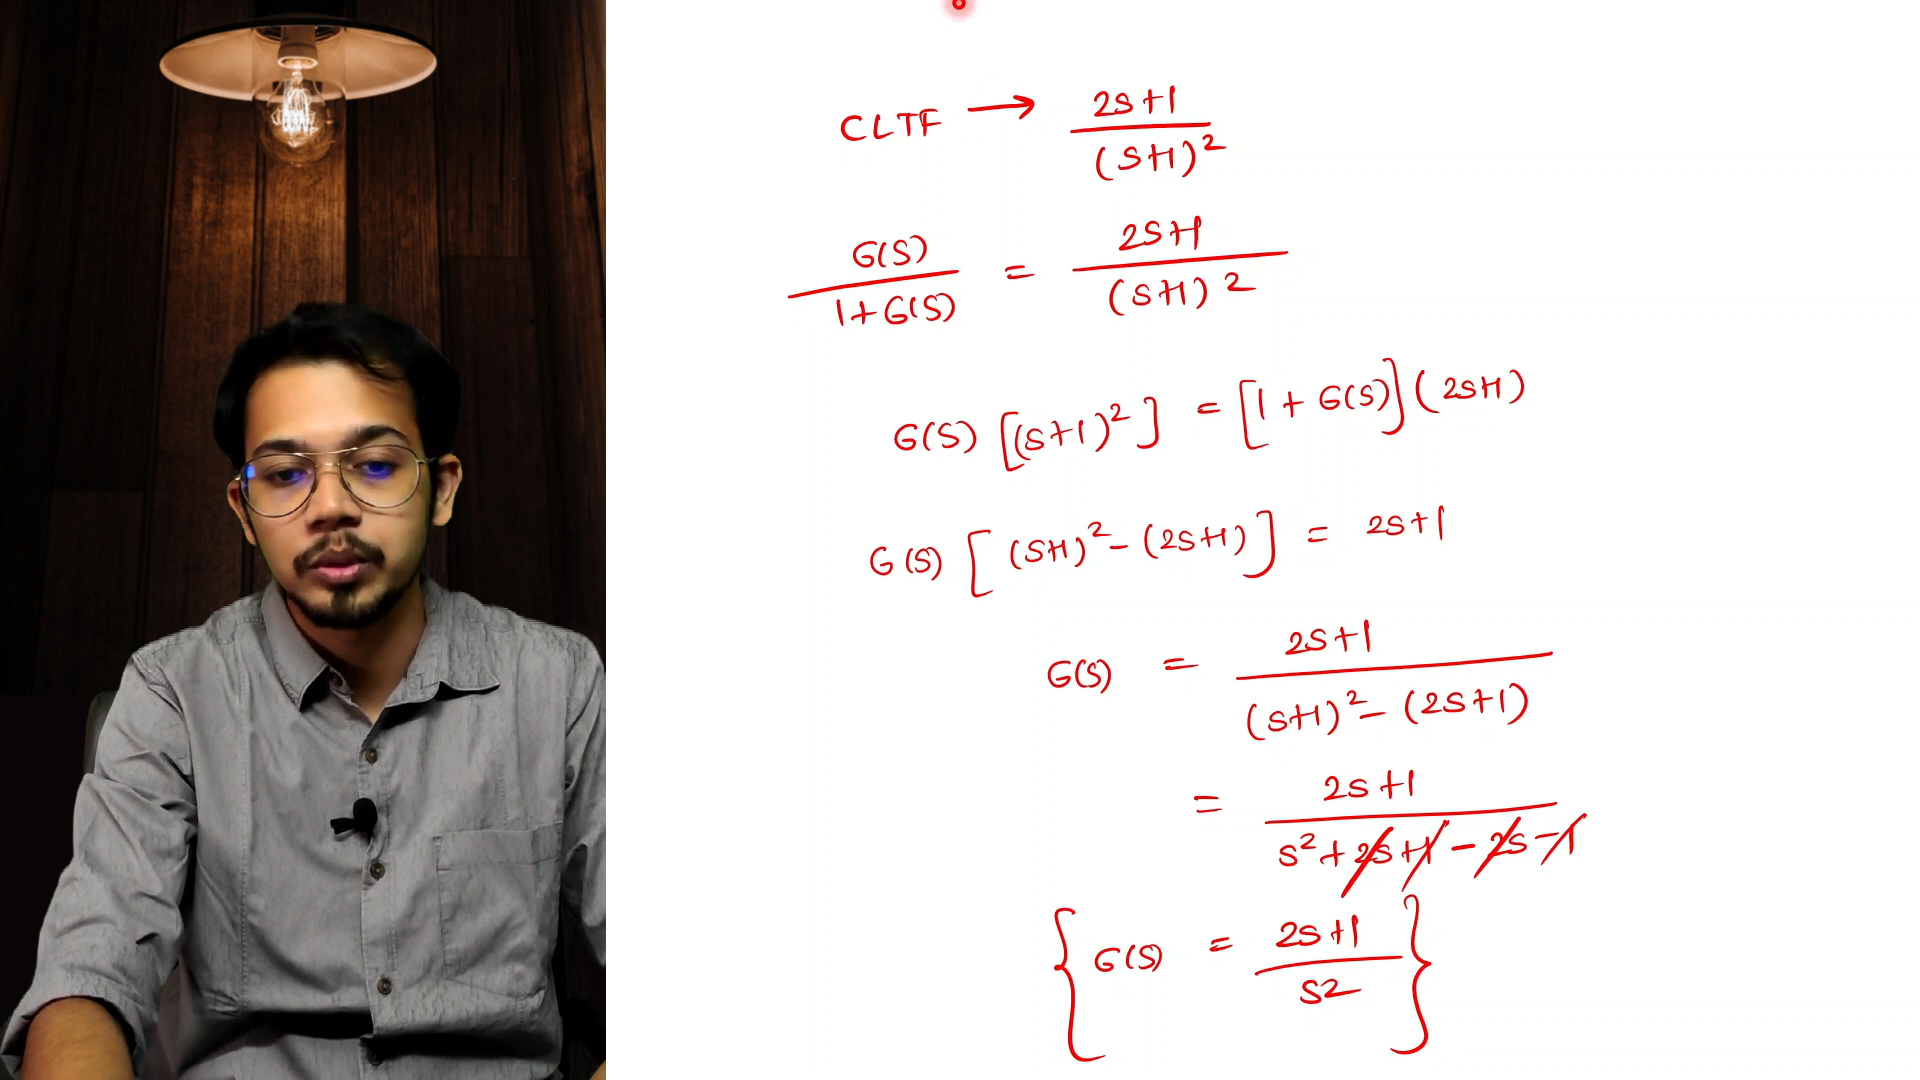 CLTF → (2s+1)/(s+1)²
G(s)/(1+G(s)) = (2s+1)/(s+1)²
G(s) [(s+1)²] = [1 + G(s)] (2s+1)
G(s) [(s+1)² - (2s+1)] = 2s+1
G(s) = (2s+1)/((s+1)² - (2s+1))
= (2s+1)/(s² + 2s + 1 - 2s - 1)
{ G(s) = (2s+1)/s2 }